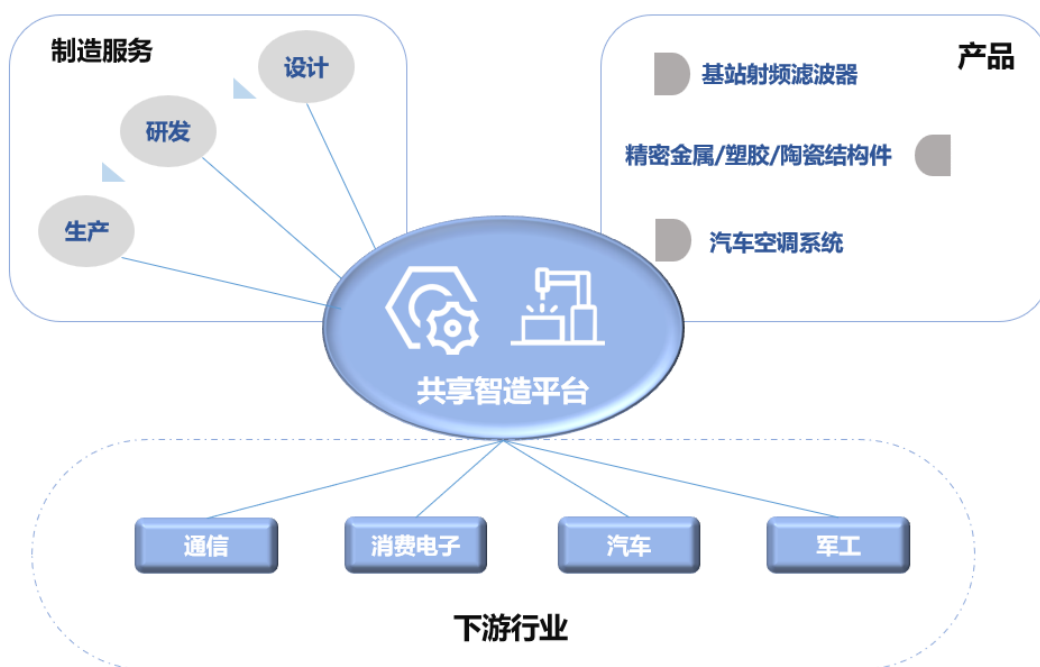 制造服务
设计
研发
生产
产品
基站射频滤波器
精密金属/塑胶/陶瓷结构件
汽车空调系统
共享智造平台
通信
消费电子
汽车
军工
下游行业